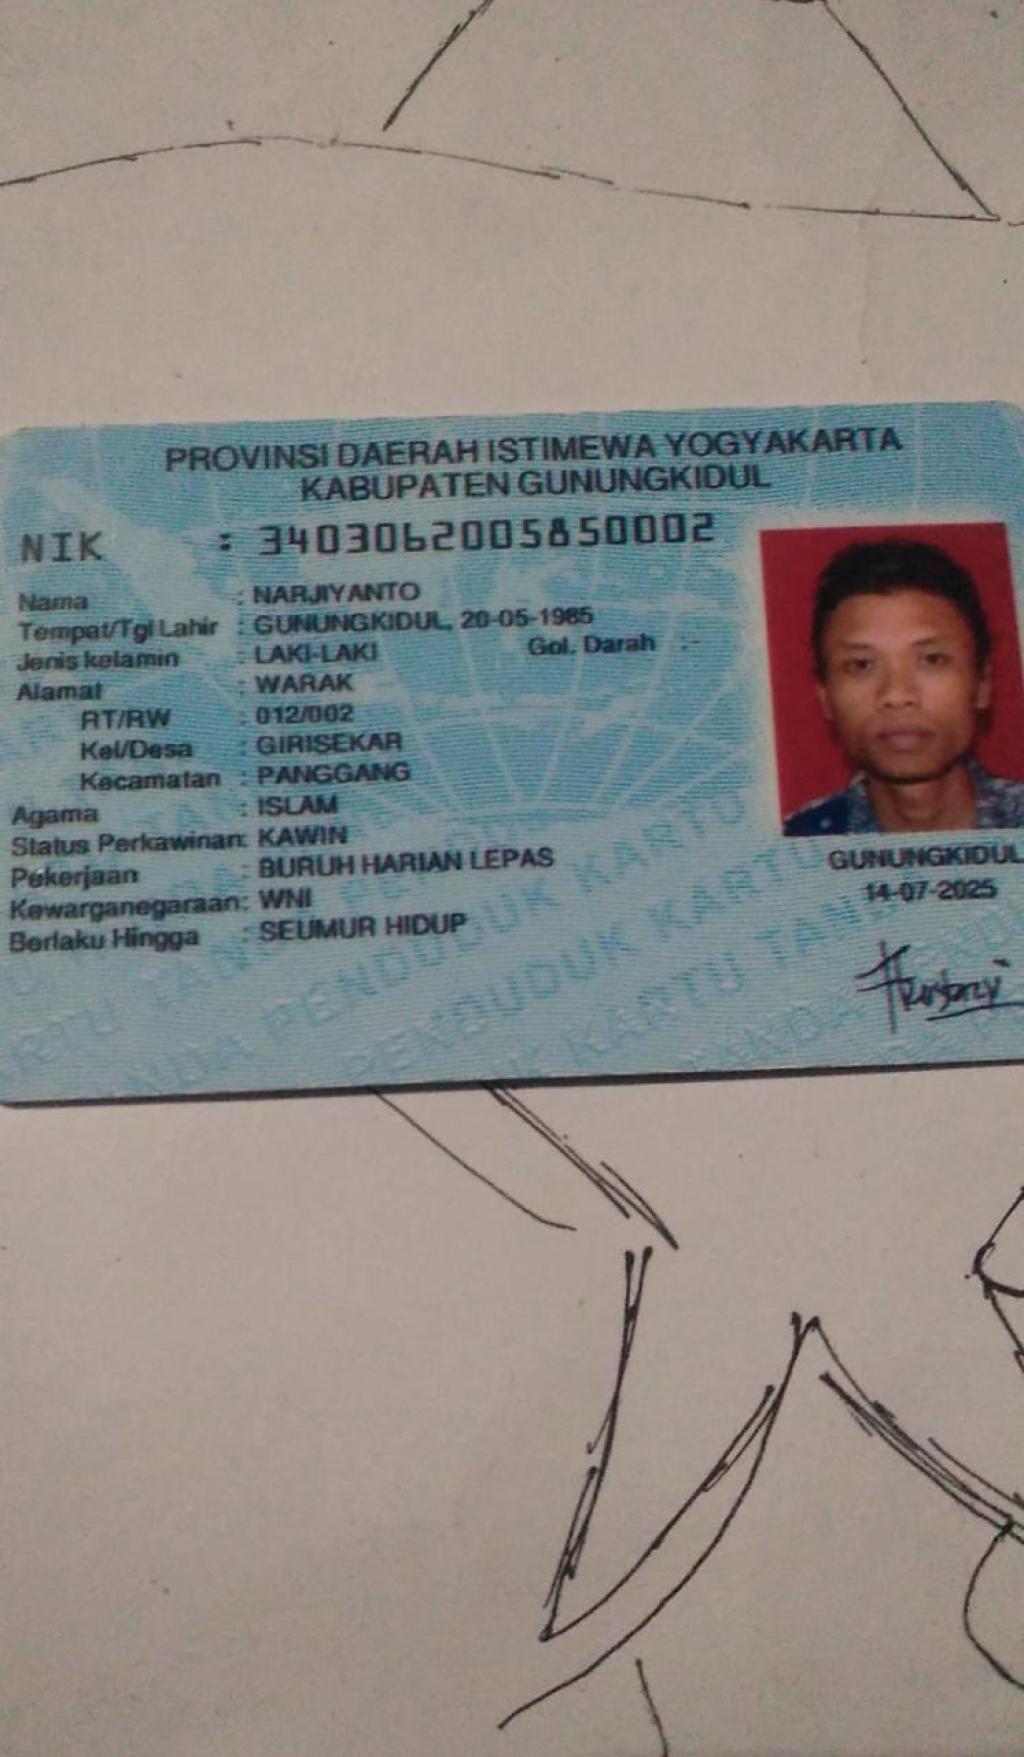 PROVINSI DAERAH ISTIMEWA YOGYAKARTA
KABUPATEN GUNUNGKIDUL
NIK : 3403062005850002
Nama : NARJIYANTO
Tempat/Tgl Lahir : GUNUNGKIDUL, 20-05-1985
Jenis kelamin : LAKI-LAKI Gol. Darah :-
Alamat : WARAK
RT/RW : 012/002
Kel/Desa : GIRISEKAR
Kecamatan : PANGGANG
Agama : ISLAM
Status Perkawinan: KAWIN
Pekerjaan : BURUH HARIAN LEPAS
Kewarganegaraan: WNI
Berlaku Hingga : SEUMUR HIDUP
GUNUNGKIDUL
14-07-2025